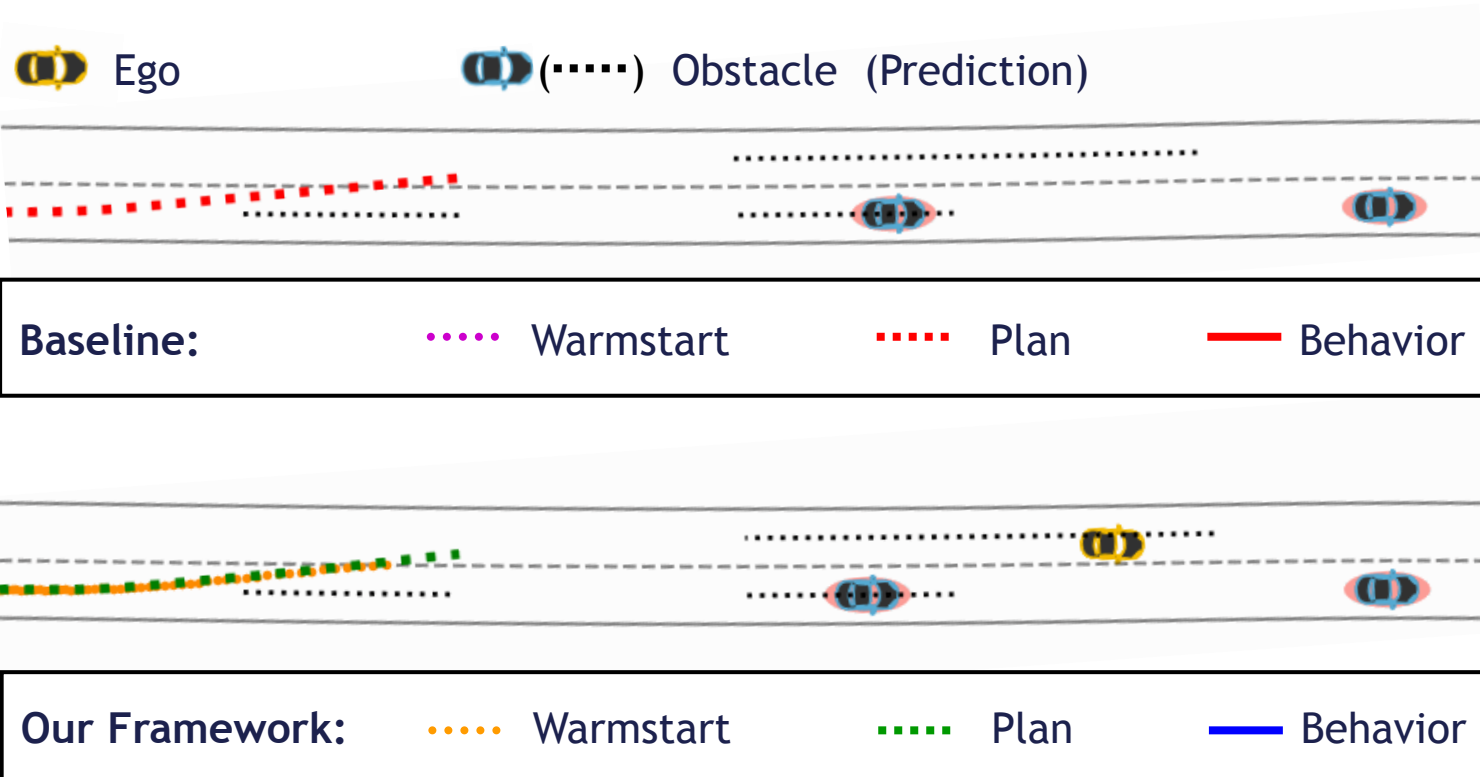 Ego (·····) Obstacle (Prediction)
Baseline: Warmstart Plan Behavior
Our Framework: Warmstart Plan Behavior